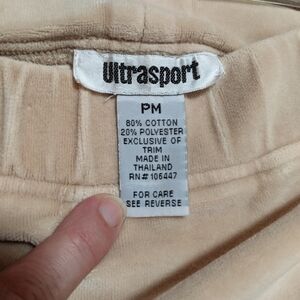 Ultrasport
PM
80% COTTON
20% POLYESTER
EXCLUSIVE OF
TRIM
MADE IN
THAILAND
RN# 106447
FOR CARE
SEE REVERSE